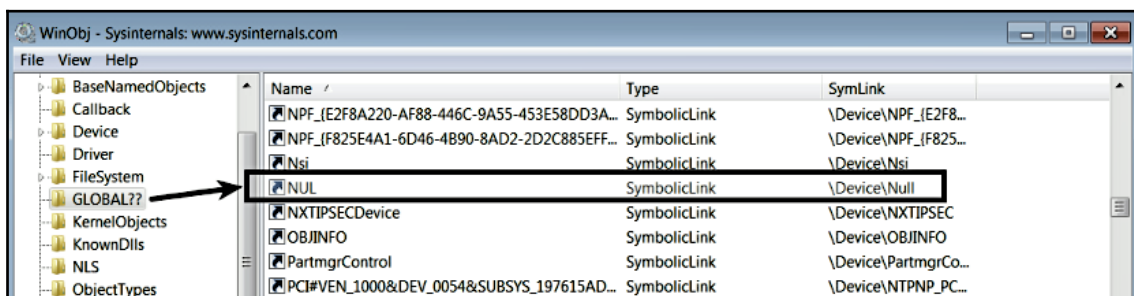 WinObj - Sysinternals: www.sysinternals.com
File View Help
BaseNamedObjects
Callback
Device
Driver
FileSystem
GLOBAL??
KernelObjects
KnownDlls
NLS
ObjectTypes
Name Type SymLink
NPF_{E2F8A220-AF88-446C-9A55-453E58DD3A... SymbolicLink \Device\NPF_{E2F8...
NPF_{F825E4A1-6D46-4B90-8AD2-2D2C885EFF... SymbolicLink \Device\NPF_{F825...
Nsi SymbolicLink \Device\Nsi
NUL SymbolicLink \Device\Null
NXTIPSECDevice SymbolicLink \Device\NXTIPSEC
OBJINFO SymbolicLink \Device\OBJINFO
PartmgrControl SymbolicLink \Device\PartmgrCo...
PCI#VEN_1000&DEV_0054&SUBSYS_197615AD... SymbolicLink \Device\NTPNP_PC...